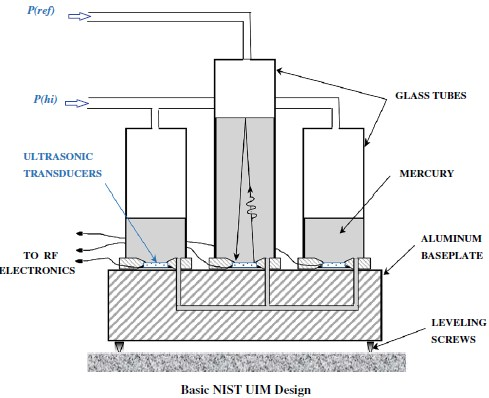 P(ref)
P(hi)
GLASS TUBES
ULTRASONIC
TRANSDUCERS
MERCURY
TO RF
ELECTRONICS
ALUMINUM
BASEPLATE
LEVELING
SCREWS
Basic NIST UIM Design